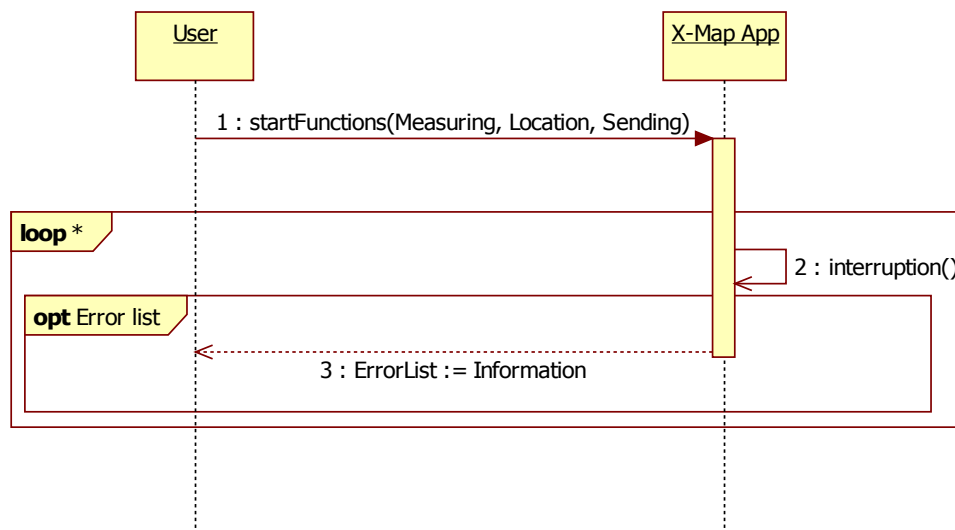 User
X-Map App
1 : startFunctions(Measuring, Location, Sending)
loop *
2 : interruption()
opt Error list
3 : ErrorList := Information